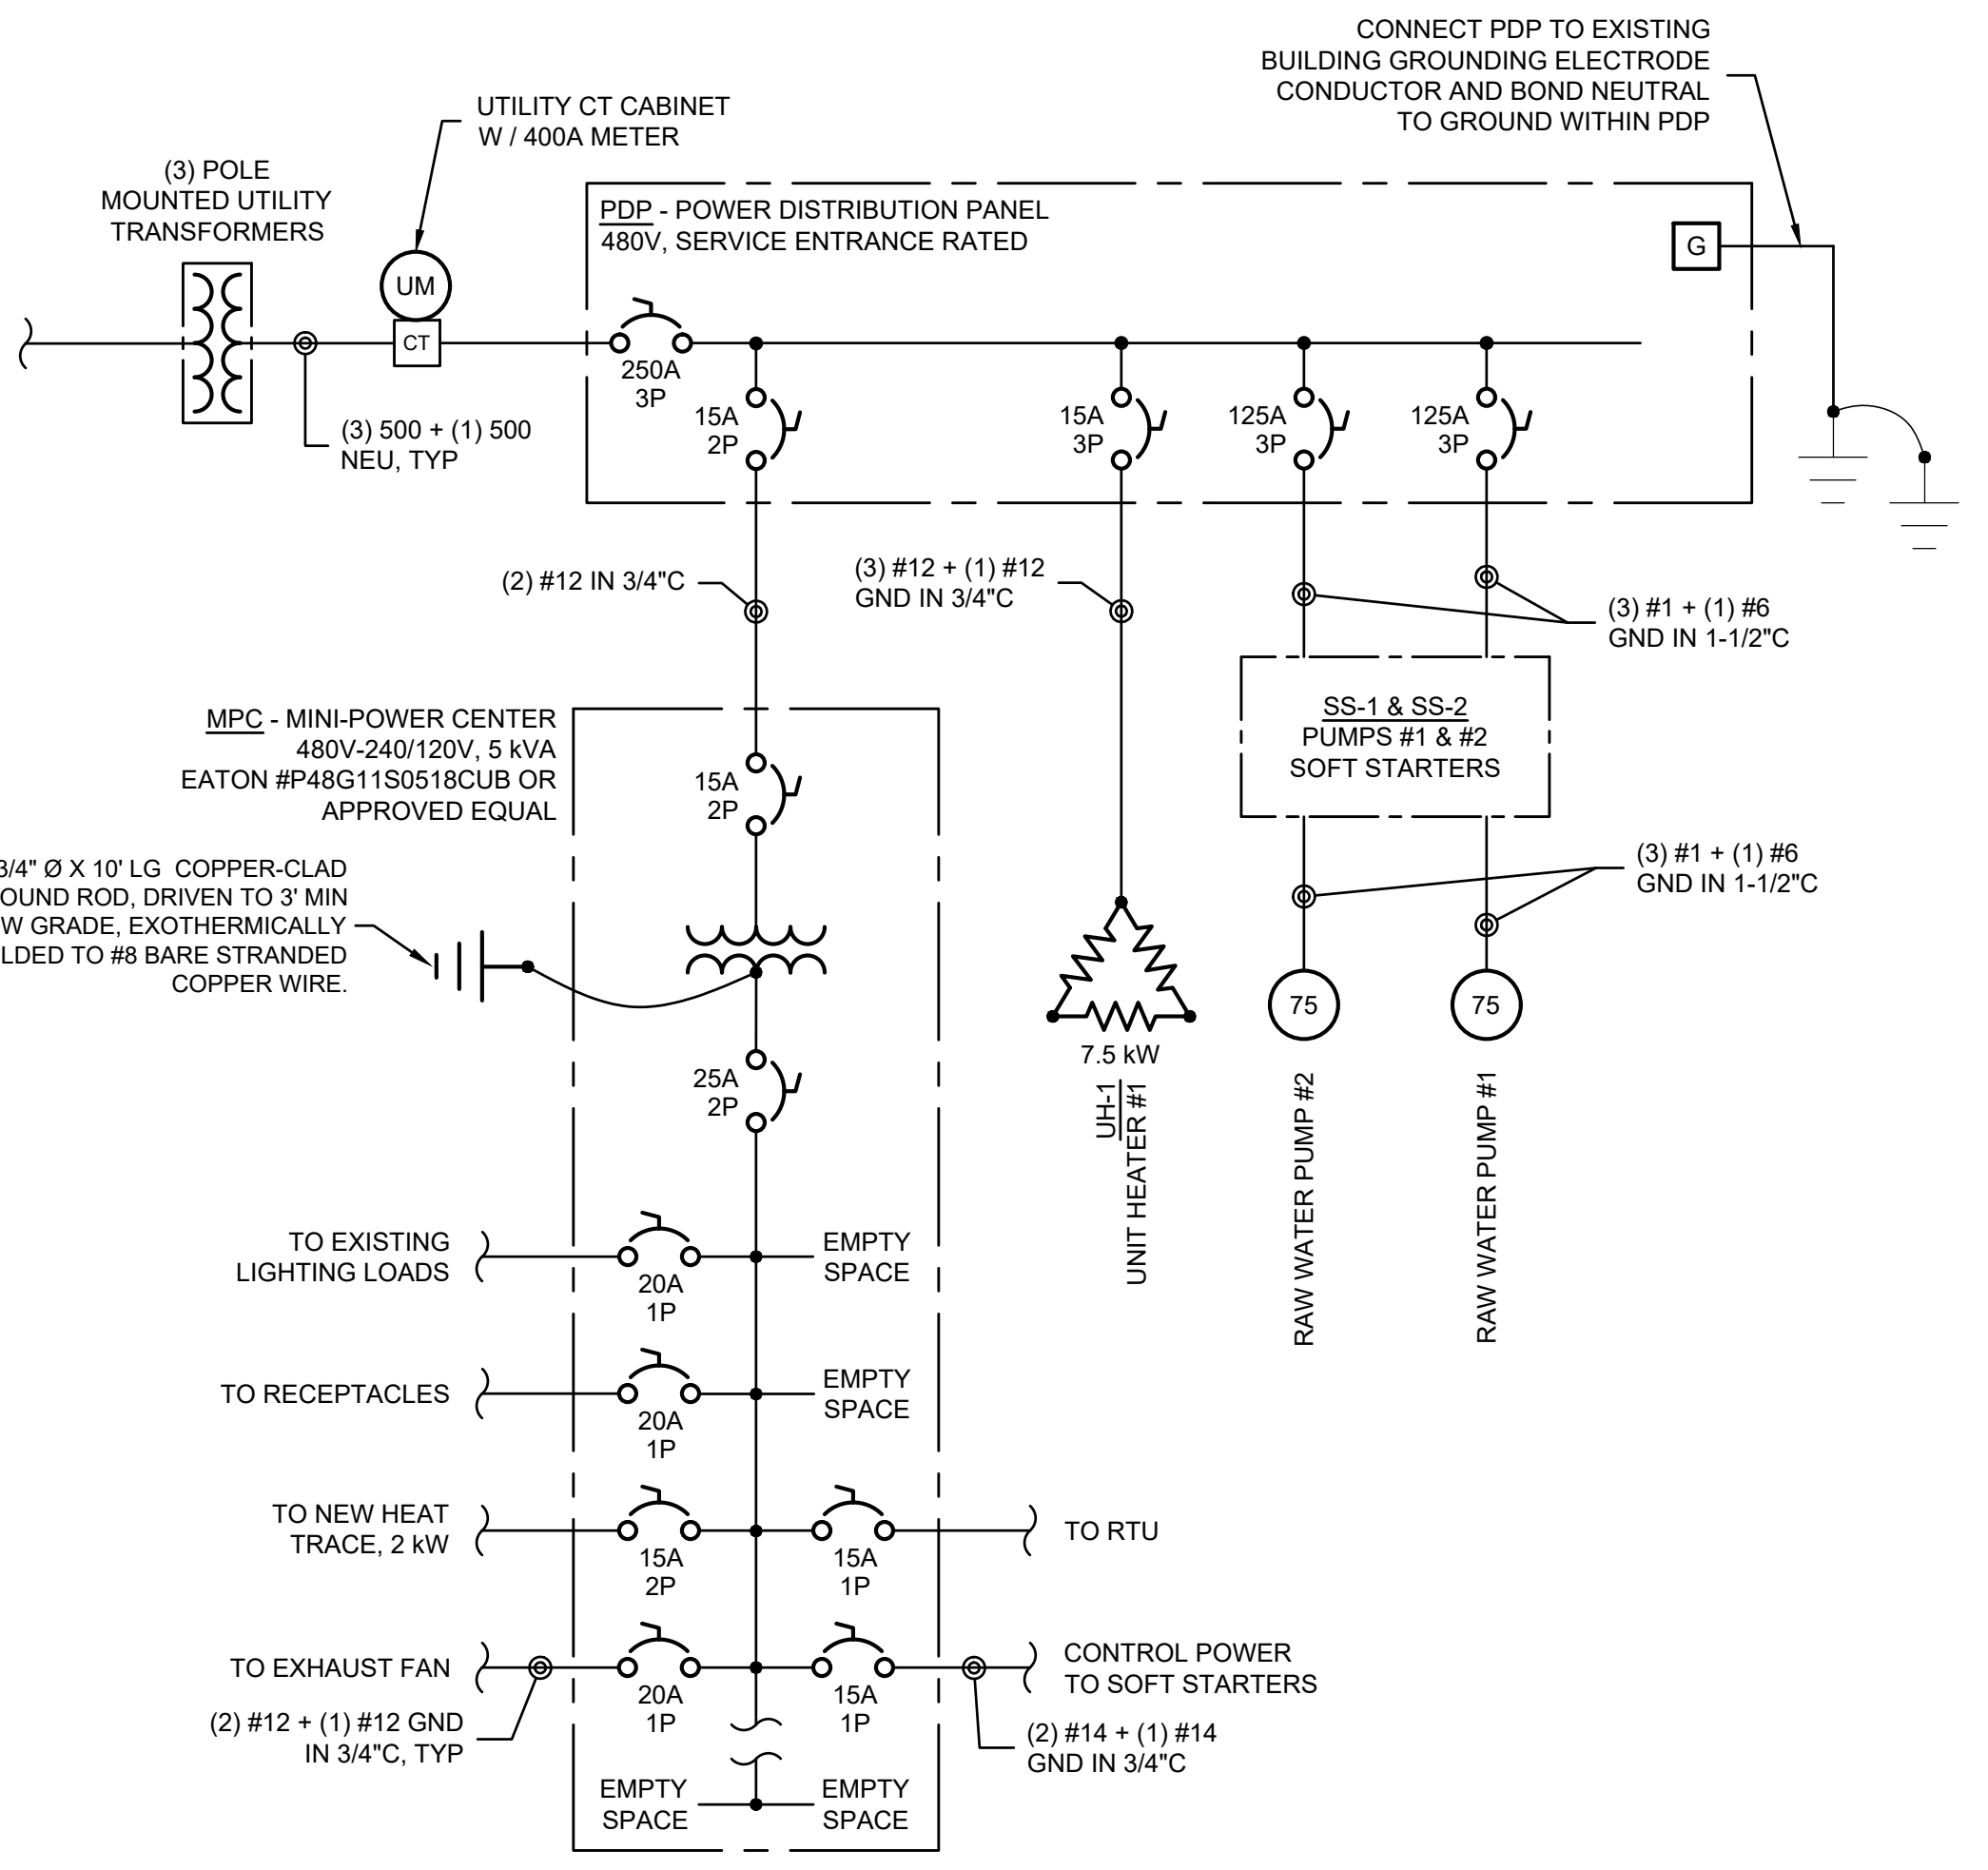 CONNECT PDP TO EXISTING
BUILDING GROUNDING ELECTRODE
CONDUCTOR AND BOND NEUTRAL
TO GROUND WITHIN PDP
UTILITY CT CABINET
W / 400A METER
(3) POLE
MOUNTED UTILITY
TRANSFORMERS
PDP - POWER DISTRIBUTION PANEL
480V, SERVICE ENTRANCE RATED
G
UM
CT
250A
3P
15A
2P
15A
3P
125A
3P
125A
3P
(3) 500 + (1) 500
NEU, TYP
(2) #12 IN 3/4"C
(3) #12 + (1) #12
GND IN 3/4"C
(3) #1 + (1) #6
GND IN 1-1/2"C
MPC - MINI-POWER CENTER
480V-240/120V, 5 kVA
EATON #P48G11S0518CUB OR
APPROVED EQUAL
15A
2P
SS-1 & SS-2
PUMPS #1 & #2
SOFT STARTERS
3/4" Ø X 10' LG COPPER-CLAD
OUND ROD, DRIVEN TO 3' MIN
W GRADE, EXOTHERMICALLY
LDED TO #8 BARE STRANDED
COPPER WIRE.
(3) #1 + (1) #6
GND IN 1-1/2"C
75
75
7.5 kW
UH-1
UNIT HEATER #1
RAW WATER PUMP #2
RAW WATER PUMP #1
25A
2P
TO EXISTING
LIGHTING LOADS
20A
1P
EMPTY
SPACE
TO RECEPTACLES
20A
1P
EMPTY
SPACE
TO NEW HEAT
TRACE, 2 kW
15A
2P
15A
1P
TO RTU
TO EXHAUST FAN
20A
1P
15A
1P
CONTROL POWER
TO SOFT STARTERS
(2) #12 + (1) #12 GND
IN 3/4"C, TYP
(2) #14 + (1) #14
GND IN 3/4"C
EMPTY
SPACE
EMPTY
SPACE